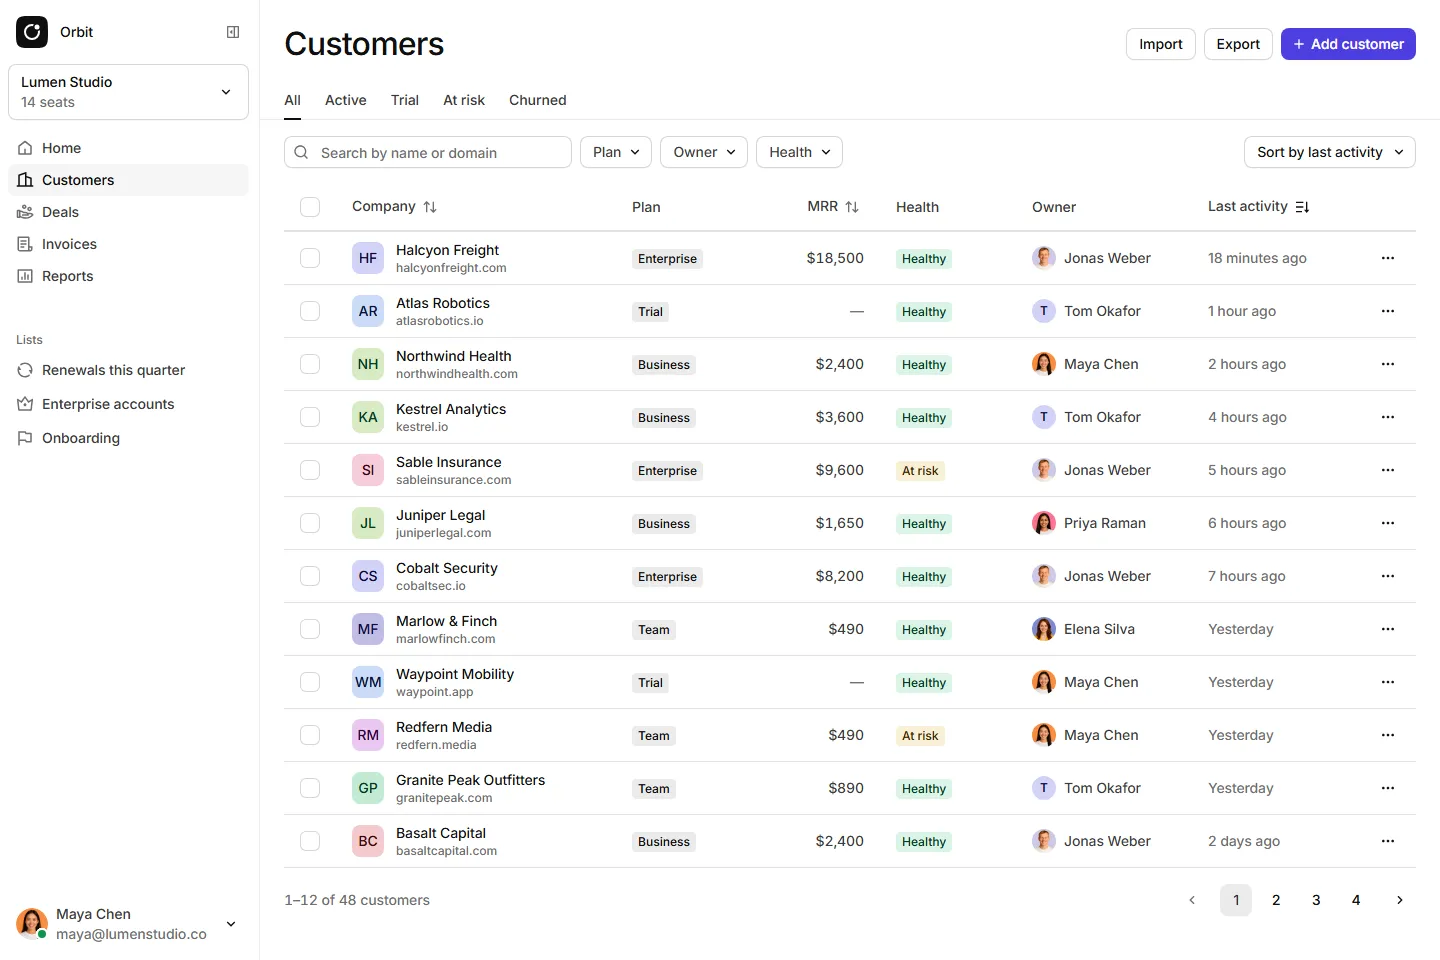 Orbit
Lumen Studio
14 seats
Home
Customers
Deals
Invoices
Reports
Lists
Renewals this quarter
Enterprise accounts
Onboarding
Maya Chen
maya@lumenstudio.co
Customers
Import
Export
+ Add customer
All Active Trial At risk Churned
Search by name or domain
Plan
Owner
Health
Sort by last activity
Company Plan MRR Health Owner Last activity
HF Halcyon Freight Enterprise $18,500 Healthy Jonas Weber 18 minutes ago
halcyonfreight.com
AR Atlas Robotics Trial — Healthy T Tom Okafor 1 hour ago
atlasrobotics.io
NH Northwind Health Business $2,400 Healthy Maya Chen 2 hours ago
northwindhealth.com
KA Kestrel Analytics Business $3,600 Healthy T Tom Okafor 4 hours ago
kestrel.io
SI Sable Insurance Enterprise $9,600 At risk Jonas Weber 5 hours ago
sableinsurance.com
JL Juniper Legal Business $1,650 Healthy Priya Raman 6 hours ago
juniperlegal.com
CS Cobalt Security Enterprise $8,200 Healthy Jonas Weber 7 hours ago
cobaltsec.io
MF Marlow & Finch Team $490 Healthy Elena Silva Yesterday
marlowfinch.com
WM Waypoint Mobility Trial — Healthy Maya Chen Yesterday
waypoint.app
RM Redfern Media Team $490 At risk Maya Chen Yesterday
redfern.media
GP Granite Peak Outfitters Team $890 Healthy T Tom Okafor Yesterday
granitepeak.com
BC Basalt Capital Business $2,400 Healthy Jonas Weber 2 days ago
basaltcapital.com
1–12 of 48 customers
1 2 3 4